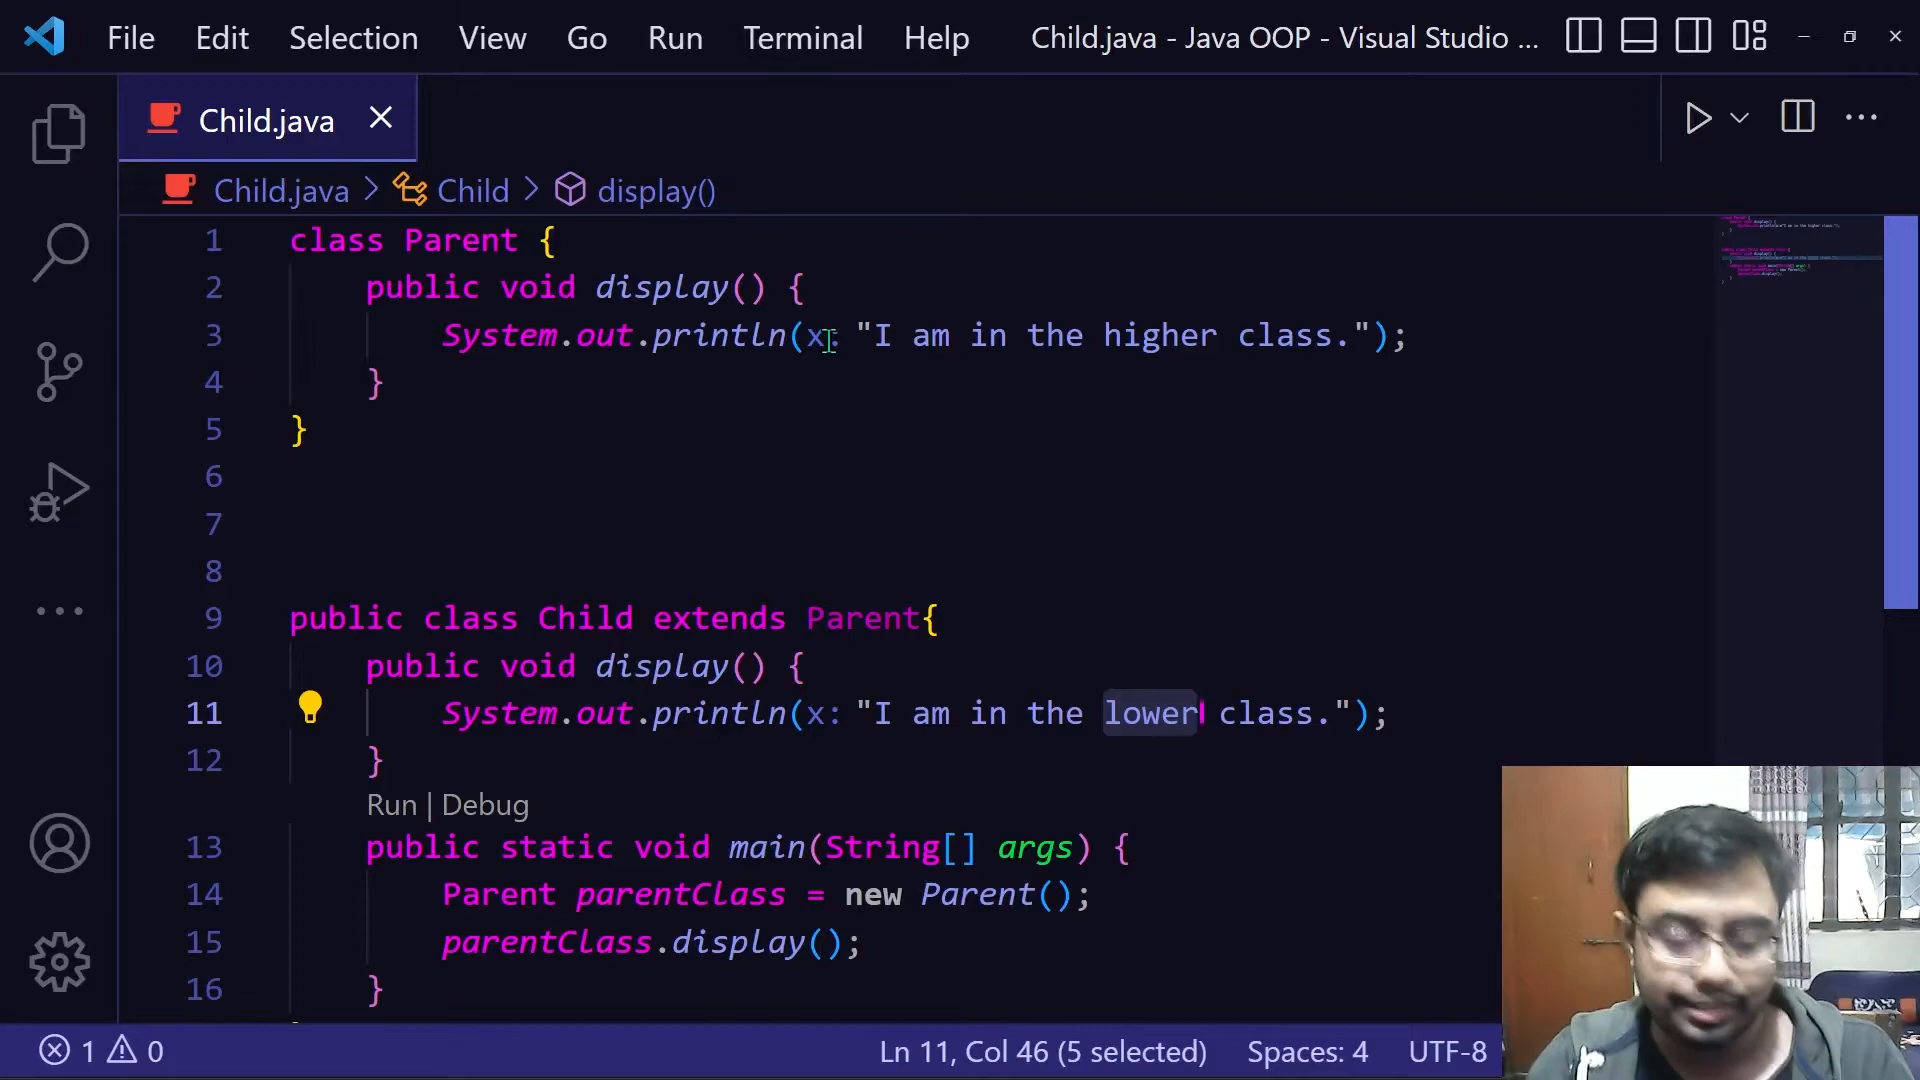 File Edit Selection View Go Run Terminal Help Child.java - Java OOP - Visual Studio ...
Child.java
Child.java > Child > display()
1 class Parent {
2 public void display() {
3 System.out.println(x: "I am in the higher class.");
4 }
5 }
6
7
8
9 public class Child extends Parent{
10 public void display() {
11 System.out.println(x: "I am in the lower class.");
12 }
Run | Debug
13 public static void main(String[] args) {
14 Parent parentClass = new Parent();
15 parentClass.display();
16 }
1 0 Ln 11, Col 46 (5 selected) Spaces: 4 UTF-8